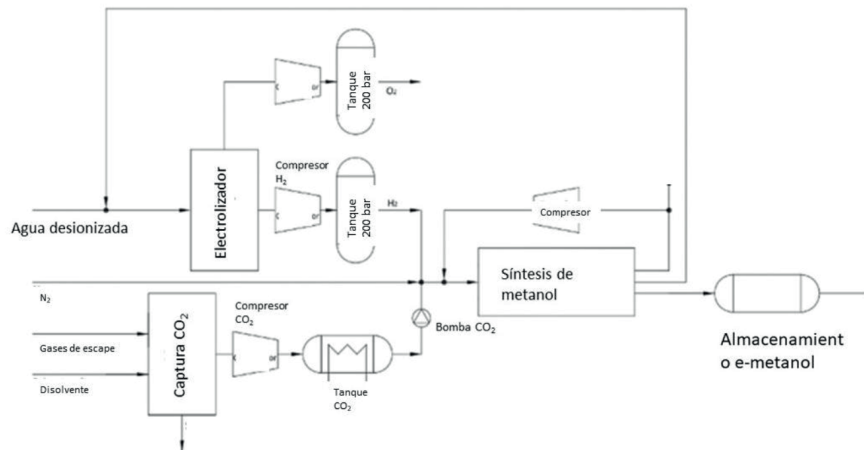 Tanque
200 bar
O₂
Compresor
H₂
Electrolizador
Tanque
200 bar
H₂
Agua desionizada
Compresor
Síntesis de
metanol
N₂
Compresor
CO₂
Bomba CO₂
Captura CO₂
Gases de escape
Disolvente
Tanque
CO₂
Almacenamient
o e-metanol